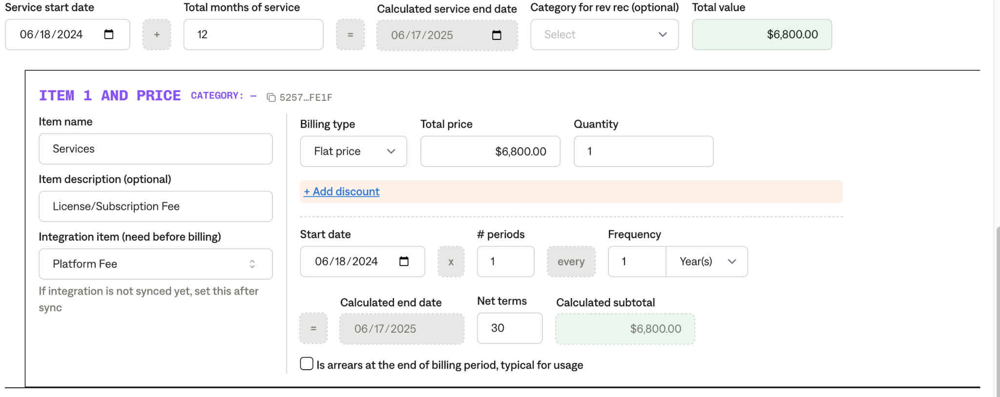 Service start date
Total months of service
Calculated service end date
Category for rev rec (optional)
Total value
06/18/2024
+
12
=
06/17/2025
Select
$6,800.00
ITEM 1 AND PRICE
CATEGORY: –
5257…FE1F
Item name
Services
Item description (optional)
License/Subscription Fee
Integration item (need before billing)
Platform Fee
If integration is not synced yet, set this after
sync
Billing type
Total price
Quantity
Flat price
$6,800.00
1
+ Add discount
Start date
# periods
Frequency
06/18/2024
x
1
every
1
Year(s)
Calculated end date
Net terms
Calculated subtotal
=
06/17/2025
30
$6,800.00
Is arrears at the end of billing period, typical for usage